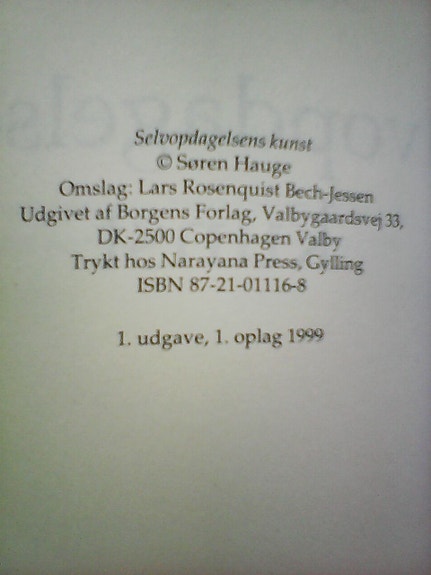 Selvopdagelsens kunst
© Søren Hauge
Omslag: Lars Rosenquist Bech-Jessen
Udgivet af Borgens Forlag, Valbygaardsvej 33,
DK-2500 Copenhagen Valby
Trykt hos Narayana Press, Gylling
ISBN 87-21-01116-8
1. udgave, 1. oplag 1999